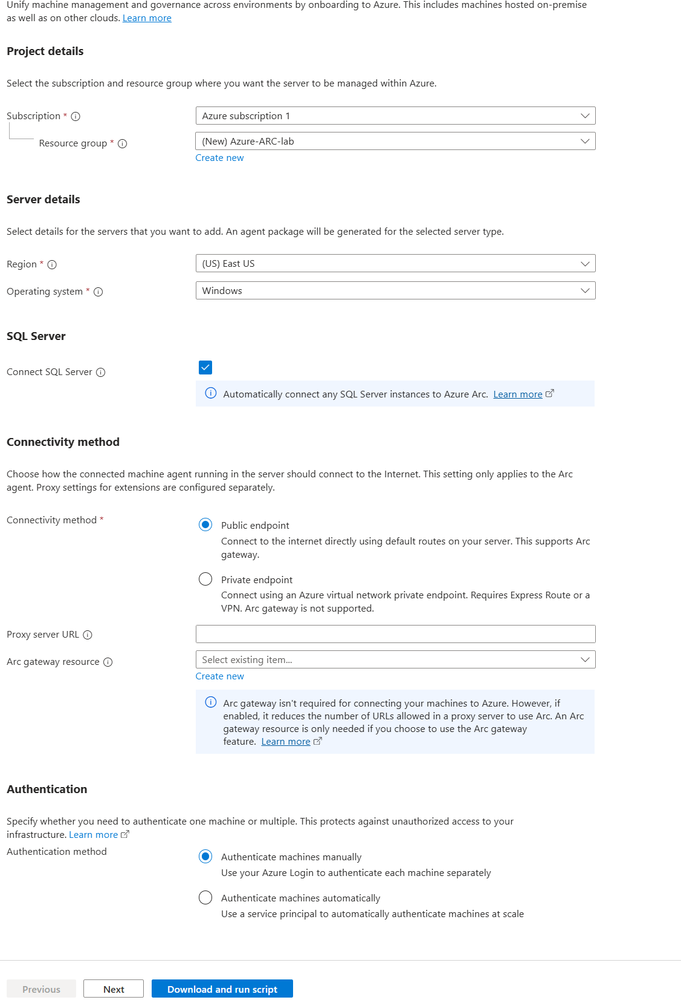 Unify machine management and governance across environments by onboarding to Azure. This includes machines hosted on-premise
as well as on other clouds. Learn more
Project details
Select the subscription and resource group where you want the server to be managed within Azure.
Subscription *
Azure subscription 1
Resource group *
(New) Azure-ARC-lab
Create new
Server details
Select details for the servers that you want to add. An agent package will be generated for the selected server type.
Region *
(US) East US
Operating system *
Windows
SQL Server
Connect SQL Server
Automatically connect any SQL Server instances to Azure Arc. Learn more
Connectivity method
Choose how the connected machine agent running in the server should connect to the Internet. This setting only applies to the Arc
agent. Proxy settings for extensions are configured separately.
Connectivity method *
Public endpoint
Connect to the internet directly using default routes on your server. This supports Arc
gateway.
Private endpoint
Connect using an Azure virtual network private endpoint. Requires Express Route or a
VPN. Arc gateway is not supported.
Proxy server URL
Arc gateway resource
Select existing item...
Create new
Arc gateway isn't required for connecting your machines to Azure. However, if
enabled, it reduces the number of URLs allowed in a proxy server to use Arc. An Arc
gateway resource is only needed if you choose to use the Arc gateway
feature. Learn more
Authentication
Specify whether you need to authenticate one machine or multiple. This protects against unauthorized access to your
infrastructure. Learn more
Authentication method
Authenticate machines manually
Use your Azure Login to authenticate each machine separately
Authenticate machines automatically
Use a service principal to automatically authenticate machines at scale
Previous
Next
Download and run script